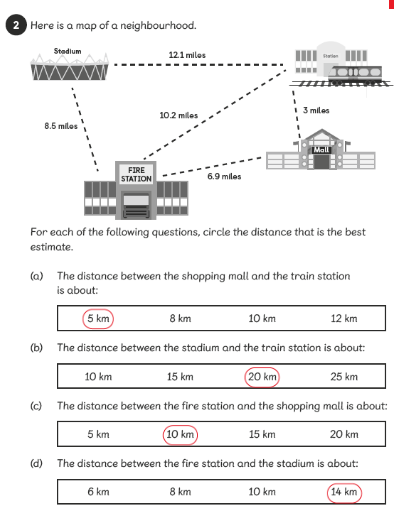 2 Here is a map of a neighbourhood.
Stadium
12.1 miles
Station
8.5 miles
10.2 miles
3 miles
FIRE
STATION
Mall
6.9 miles
For each of the following questions, circle the distance that is the best
estimate.
(a) The distance between the shopping mall and the train station
is about:
5 km 8 km 10 km 12 km
(b) The distance between the stadium and the train station is about:
10 km 15 km 20 km 25 km
(c) The distance between the fire station and the shopping mall is about:
5 km 10 km 15 km 20 km
(d) The distance between the fire station and the stadium is about:
6 km 8 km 10 km 14 km